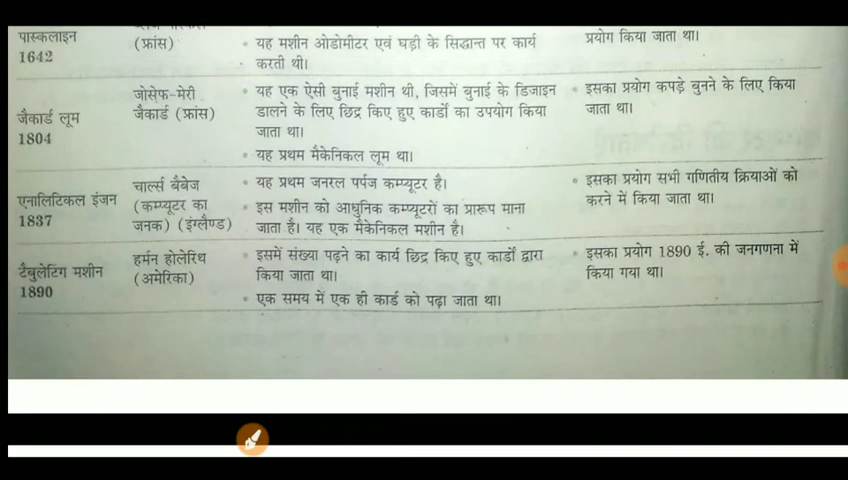 पास्कलाइन
1642
(फ्रांस)
• यह मशीन ओडोमीटर एवं घड़ी के सिद्धान्त पर कार्य
करती थी।
प्रयोग किया जाता था।
जैकार्ड लूम
1804
जोसेफ-मेरी
जैकार्ड (फ्रांस)
• यह एक ऐसी बुनाई मशीन थी, जिसमें बुनाई के डिजाइन
डालने के लिए छिद्र किए हुए कार्डों का उपयोग किया
जाता था।
• यह प्रथम मैकेनिकल लूम था।
• इसका प्रयोग कपड़े बुनने के लिए किया
जाता था।
एनालिटिकल इंजन
1837
चार्ल्स बैबेज
(कम्प्यूटर का
जनक) (इंग्लैण्ड)
• यह प्रथम जनरल पर्पज कम्प्यूटर है।
• इस मशीन को आधुनिक कम्प्यूटरों का प्रारूप माना
जाता है। यह एक मैकेनिकल मशीन है।
• इसका प्रयोग सभी गणितीय क्रियाओं को
करने में किया जाता था।
टैबुलेटिंग मशीन
1890
हर्मन होलेरिथ
(अमेरिका)
• इसमें संख्या पढ़ने का कार्य छिद्र किए हुए कार्डों द्वारा
किया जाता था।
• एक समय में एक ही कार्ड को पढ़ा जाता था।
• इसका प्रयोग 1890 ई. की जनगणना में
किया गया था।